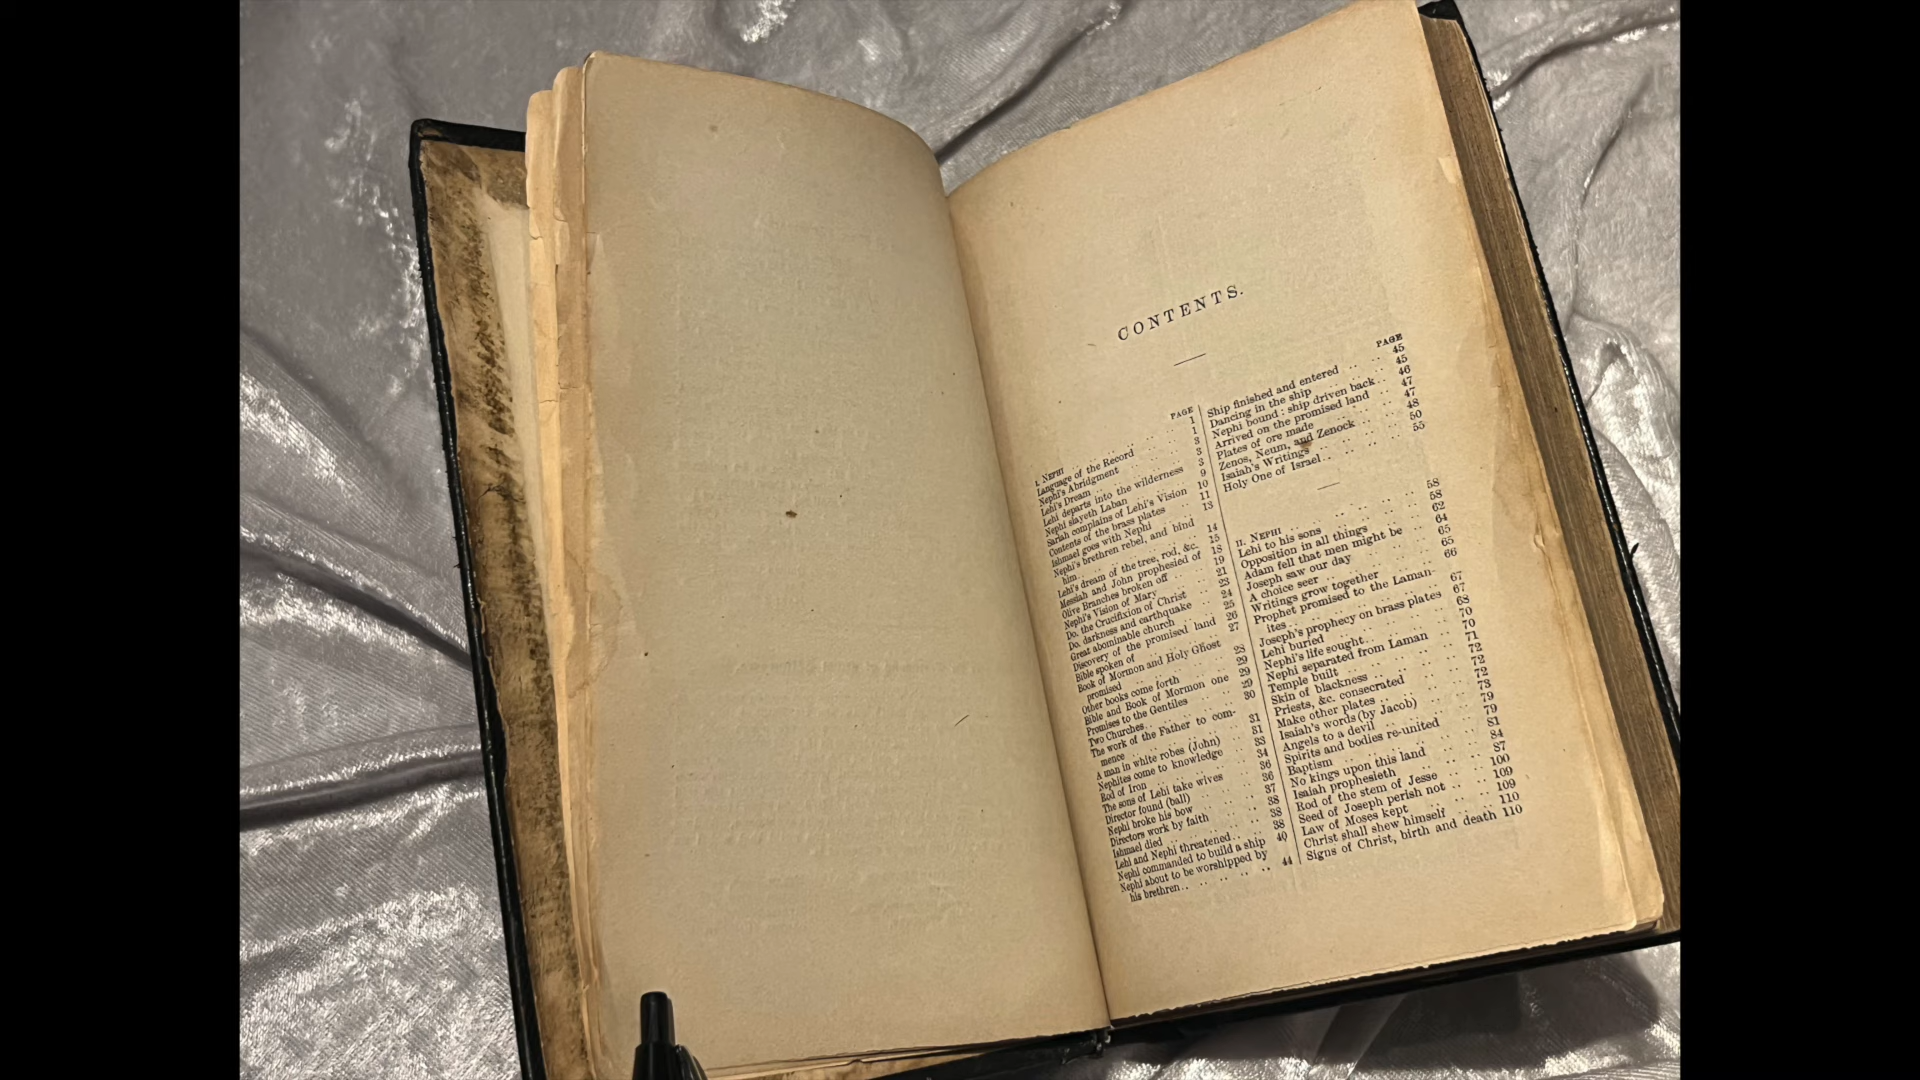 CONTENTS.
PAGE
I. NEPHI .. .. .. .. 1
Language of the Record .. .. 1
Nephi's Abridgment .. .. 3
Lehi's Dream .. .. .. 3
Lehi departs into the wilderness 3
Nephi slayeth Laban .. .. 9
Sariah complains of Lehi's Vision 10
Contents of the brass plates .. 11
Ishmael goes with Nephi .. 13
Nephi's brethren rebel, and bind
him .. .. .. .. 14
Lehi's dream of the tree, rod, &c. 15
Messiah and John prophesied of 18
Olive Branches broken off .. 19
Nephi's Vision of Mary .. .. 21
Do. the Crucifixion of Christ 23
Do. darkness and earthquake 24
Great abominable church .. 25
Discovery of the promised land 26
Bible spoken of .. .. .. 27
Book of Mormon and Holy Ghost
promised .. .. .. 28
Other books come forth .. 29
Bible and Book of Mormon one 29
Promises to the Gentiles .. 29
Two Churches .. .. .. 30
The work of the Father to com-
mence .. .. .. .. 31
A man in white robes (John) .. 31
Nephites come to knowledge .. 33
Rod of Iron .. .. .. 34
The sons of Lehi take wives .. 36
Director found (ball) .. .. 36
Nephi broke his bow .. .. 37
Directors work by faith .. 38
Ishmael died .. .. .. 38
Lehi and Nephi threatened .. .. 38
Nephi commanded to build a ship 40
Nephi about to be worshipped by
his brethren .. .. .. .. 44
PAGE
Ship finished and entered .. .. 45
Dancing in the ship .. .. 45
Nephi bound: ship driven back .. 46
Arrived on the promised land .. 47
Plates of ore made .. .. 47
Zenos, Neum, and Zenock .. 48
Isaiah's Writings .. .. .. 50
Holy One of Israel .. .. .. 55
II. NEPHI .. .. .. .. 58
Lehi to his sons .. .. .. 58
Opposition in all things .. 62
Adam fell that men might be .. 64
Joseph saw our day .. .. 65
A choice seer .. .. .. 65
Writings grow together .. .. 66
Prophet promised to the Laman-
ites .. .. .. .. 67
Joseph's prophecy on brass plates 67
Lehi buried .. .. .. 68
Nephi's life sought .. .. .. 70
Nephi separated from Laman .. 70
Temple built .. .. .. 71
Skin of blackness .. .. .. 72
Priests, &c. consecrated .. .. 72
Make other plates .. .. .. 72
Isaiah's words (by Jacob) .. 73
Angels to a devil .. .. .. 79
Spirits and bodies re-united .. 79
Baptism .. .. .. .. 81
No kings upon this land .. 84
Isaiah prophesieth .. .. .. 87
Rod of the stem of Jesse .. 100
Seed of Joseph perish not .. 109
Law of Moses kept .. .. .. 109
Christ shall shew himself .. 110
Signs of Christ, birth and death 110